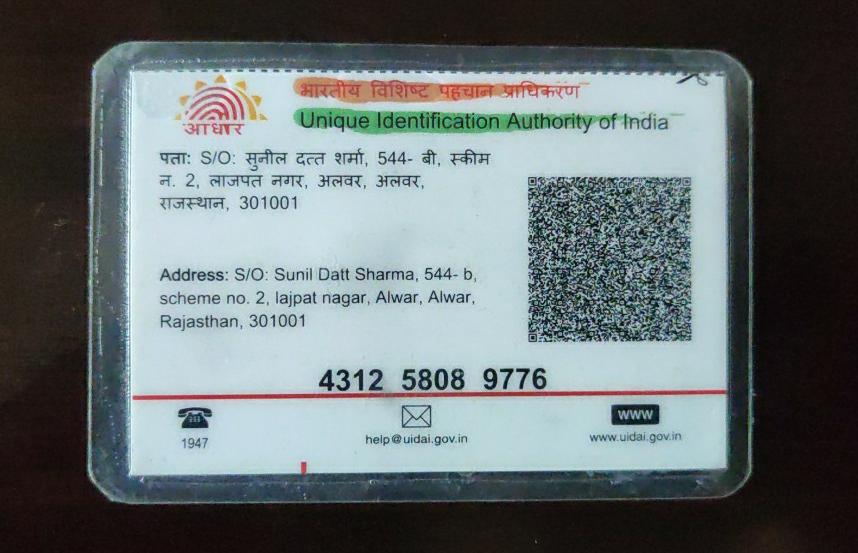 भारतीय विशिष्ट पहचान प्राधिकरण
Unique Identification Authority of India
आधार
पता: S/O: सुनील दत्त शर्मा, 544- बी, स्कीम
न. 2, लाजपत नगर, अलवर, अलवर,
राजस्थान, 301001
Address: S/O: Sunil Datt Sharma, 544- b,
scheme no. 2, lajpat nagar, Alwar, Alwar,
Rajasthan, 301001
4312 5808 9776
1947
help@uidai.gov.in
www
www.uidai.gov.in